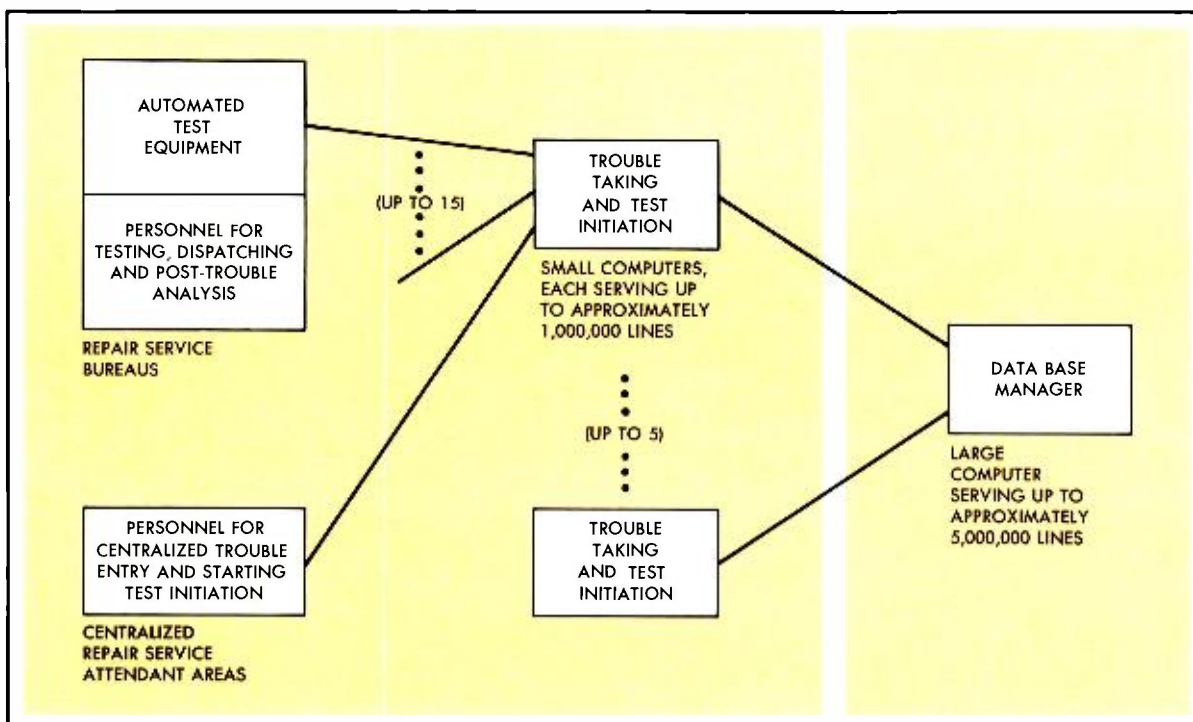 AUTOMATED
TEST
EQUIPMENT
PERSONNEL FOR
TESTING, DISPATCHING
AND POST-TROUBLE
ANALYSIS
REPAIR SERVICE
BUREAUS
(UP TO 15)
PERSONNEL FOR
CENTRALIZED TROUBLE
ENTRY AND STARTING
TEST INITIATION
CENTRALIZED
REPAIR SERVICE
ATTENDANT AREAS
TROUBLE
TAKING
AND TEST
INITIATION
SMALL COMPUTERS,
EACH SERVING UP
TO APPROXIMATELY
1,000,000 LINES
(UP TO 5)
TROUBLE
TAKING
AND TEST
INITIATION
DATA BASE
MANAGER
LARGE
COMPUTER
SERVING UP TO
APPROXIMATELY
5,000,000 LINES